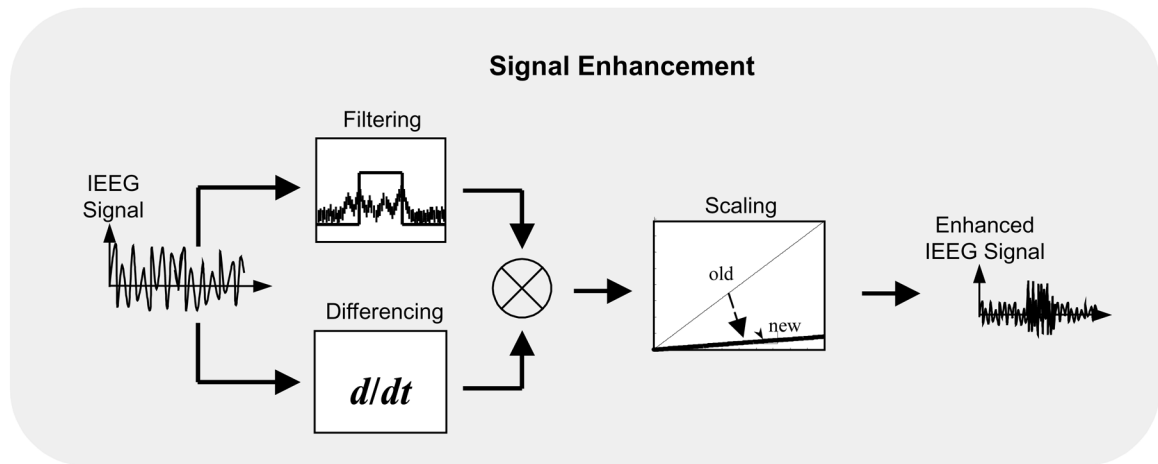 Signal Enhancement
Filtering
IEEG
Signal
Differencing
d/dt
Scaling
old
new
Enhanced
IEEG Signal